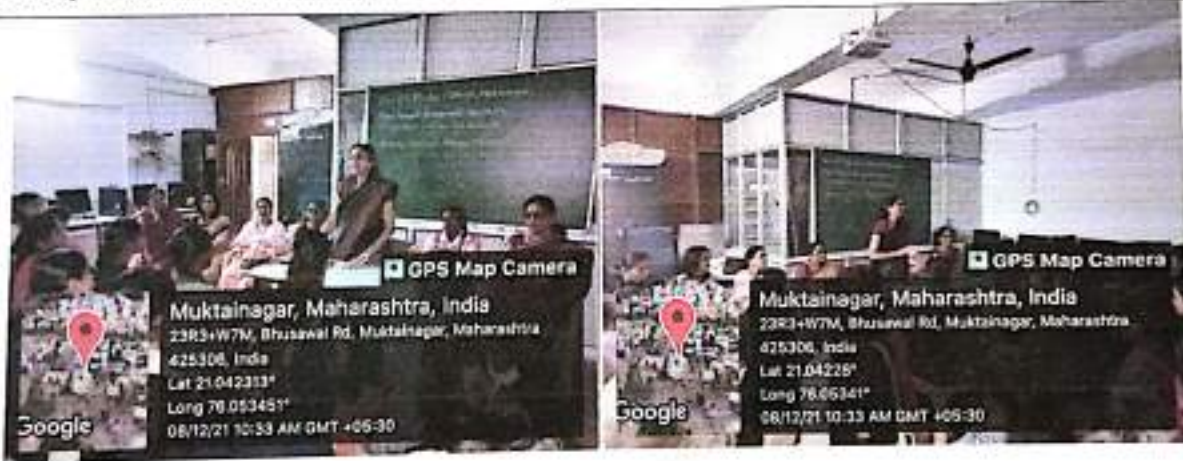 GPS Map Camera
Muktainagar, Maharashtra, India
23R3+W7M, Bhusawal Rd, Muktainagar, Maharashtra
425306, India
Lat 21.042313°
Long 76.053451°
08/12/21 10:33 AM GMT +05:30
Google
GPS Map Camera
Muktainagar, Maharashtra, India
23R3+W7M, Bhusawal Rd, Muktainagar, Maharashtra
425306, India
Lat 21.04228°
Long 76.05341°
08/12/21 10:33 AM GMT +05:30
Google